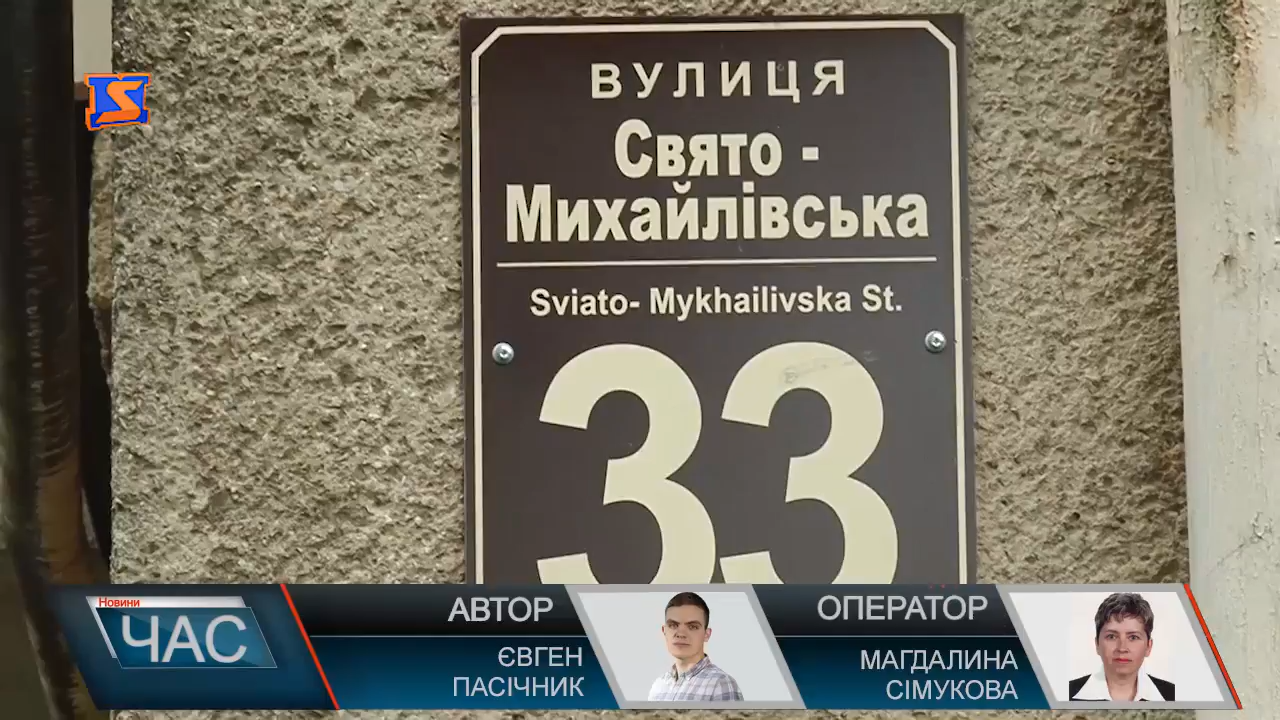 ВУЛИЦЯ
Свято -
Михайлівська
Sviato- Mykhailivska St.
33
Новини
ЧАС
АВТОР
ЄВГЕН
ПАСІЧНИК
ОПЕРАТОР
МАГДАЛИНА
СІМУКОВА